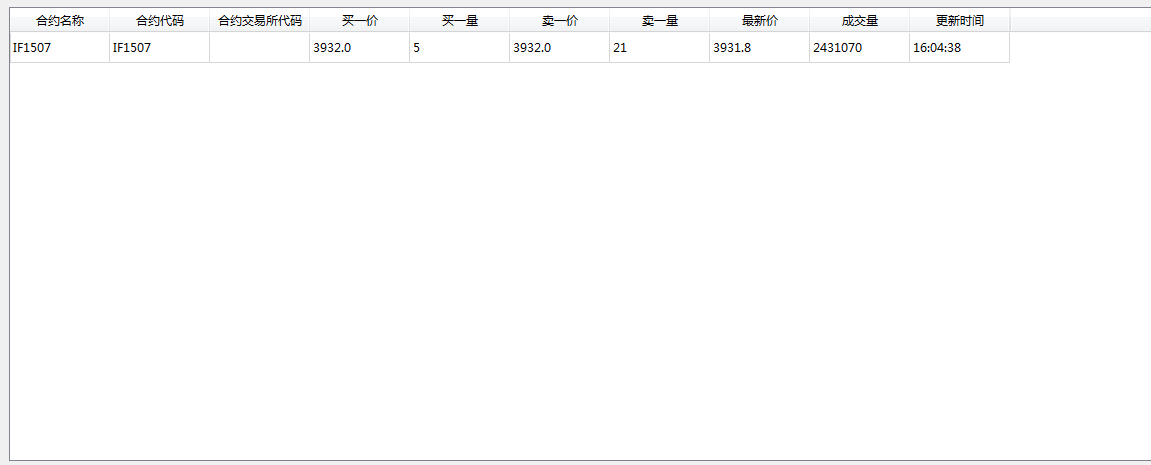 合约名称 合约代码 合约交易所代码 买一价 买一量 卖一价 卖一量 最新价 成交量 更新时间
IF1507 IF1507 3932.0 5 3932.0 21 3931.8 2431070 16:04:38